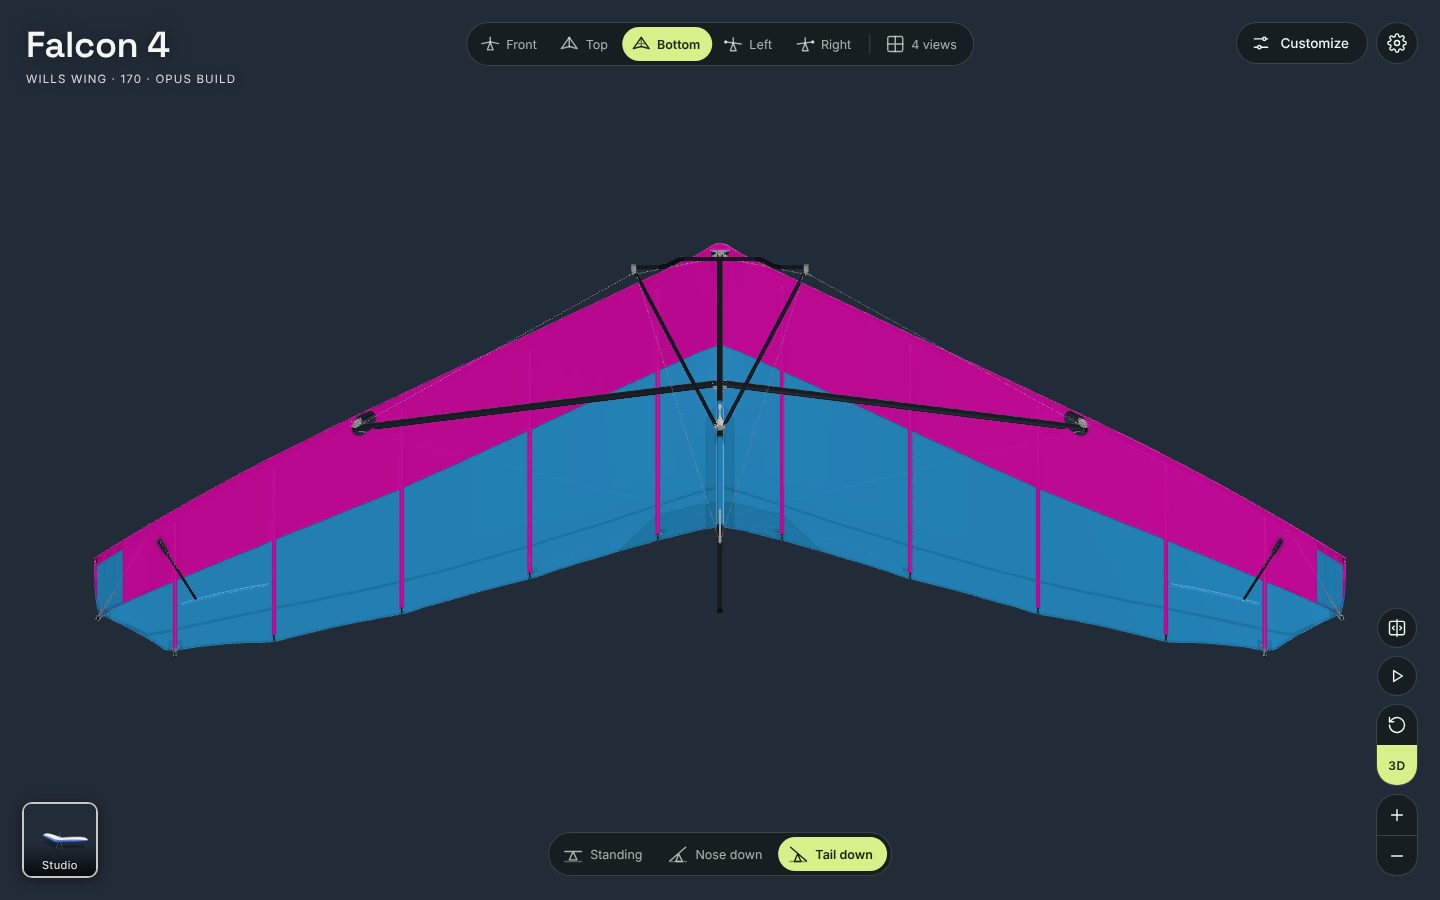 Falcon 4
WILLS WING · 170 · OPUS BUILD
Front
Top
Bottom
Left
Right
4 views
Customize
3D
Studio
Standing
Nose down
Tail down